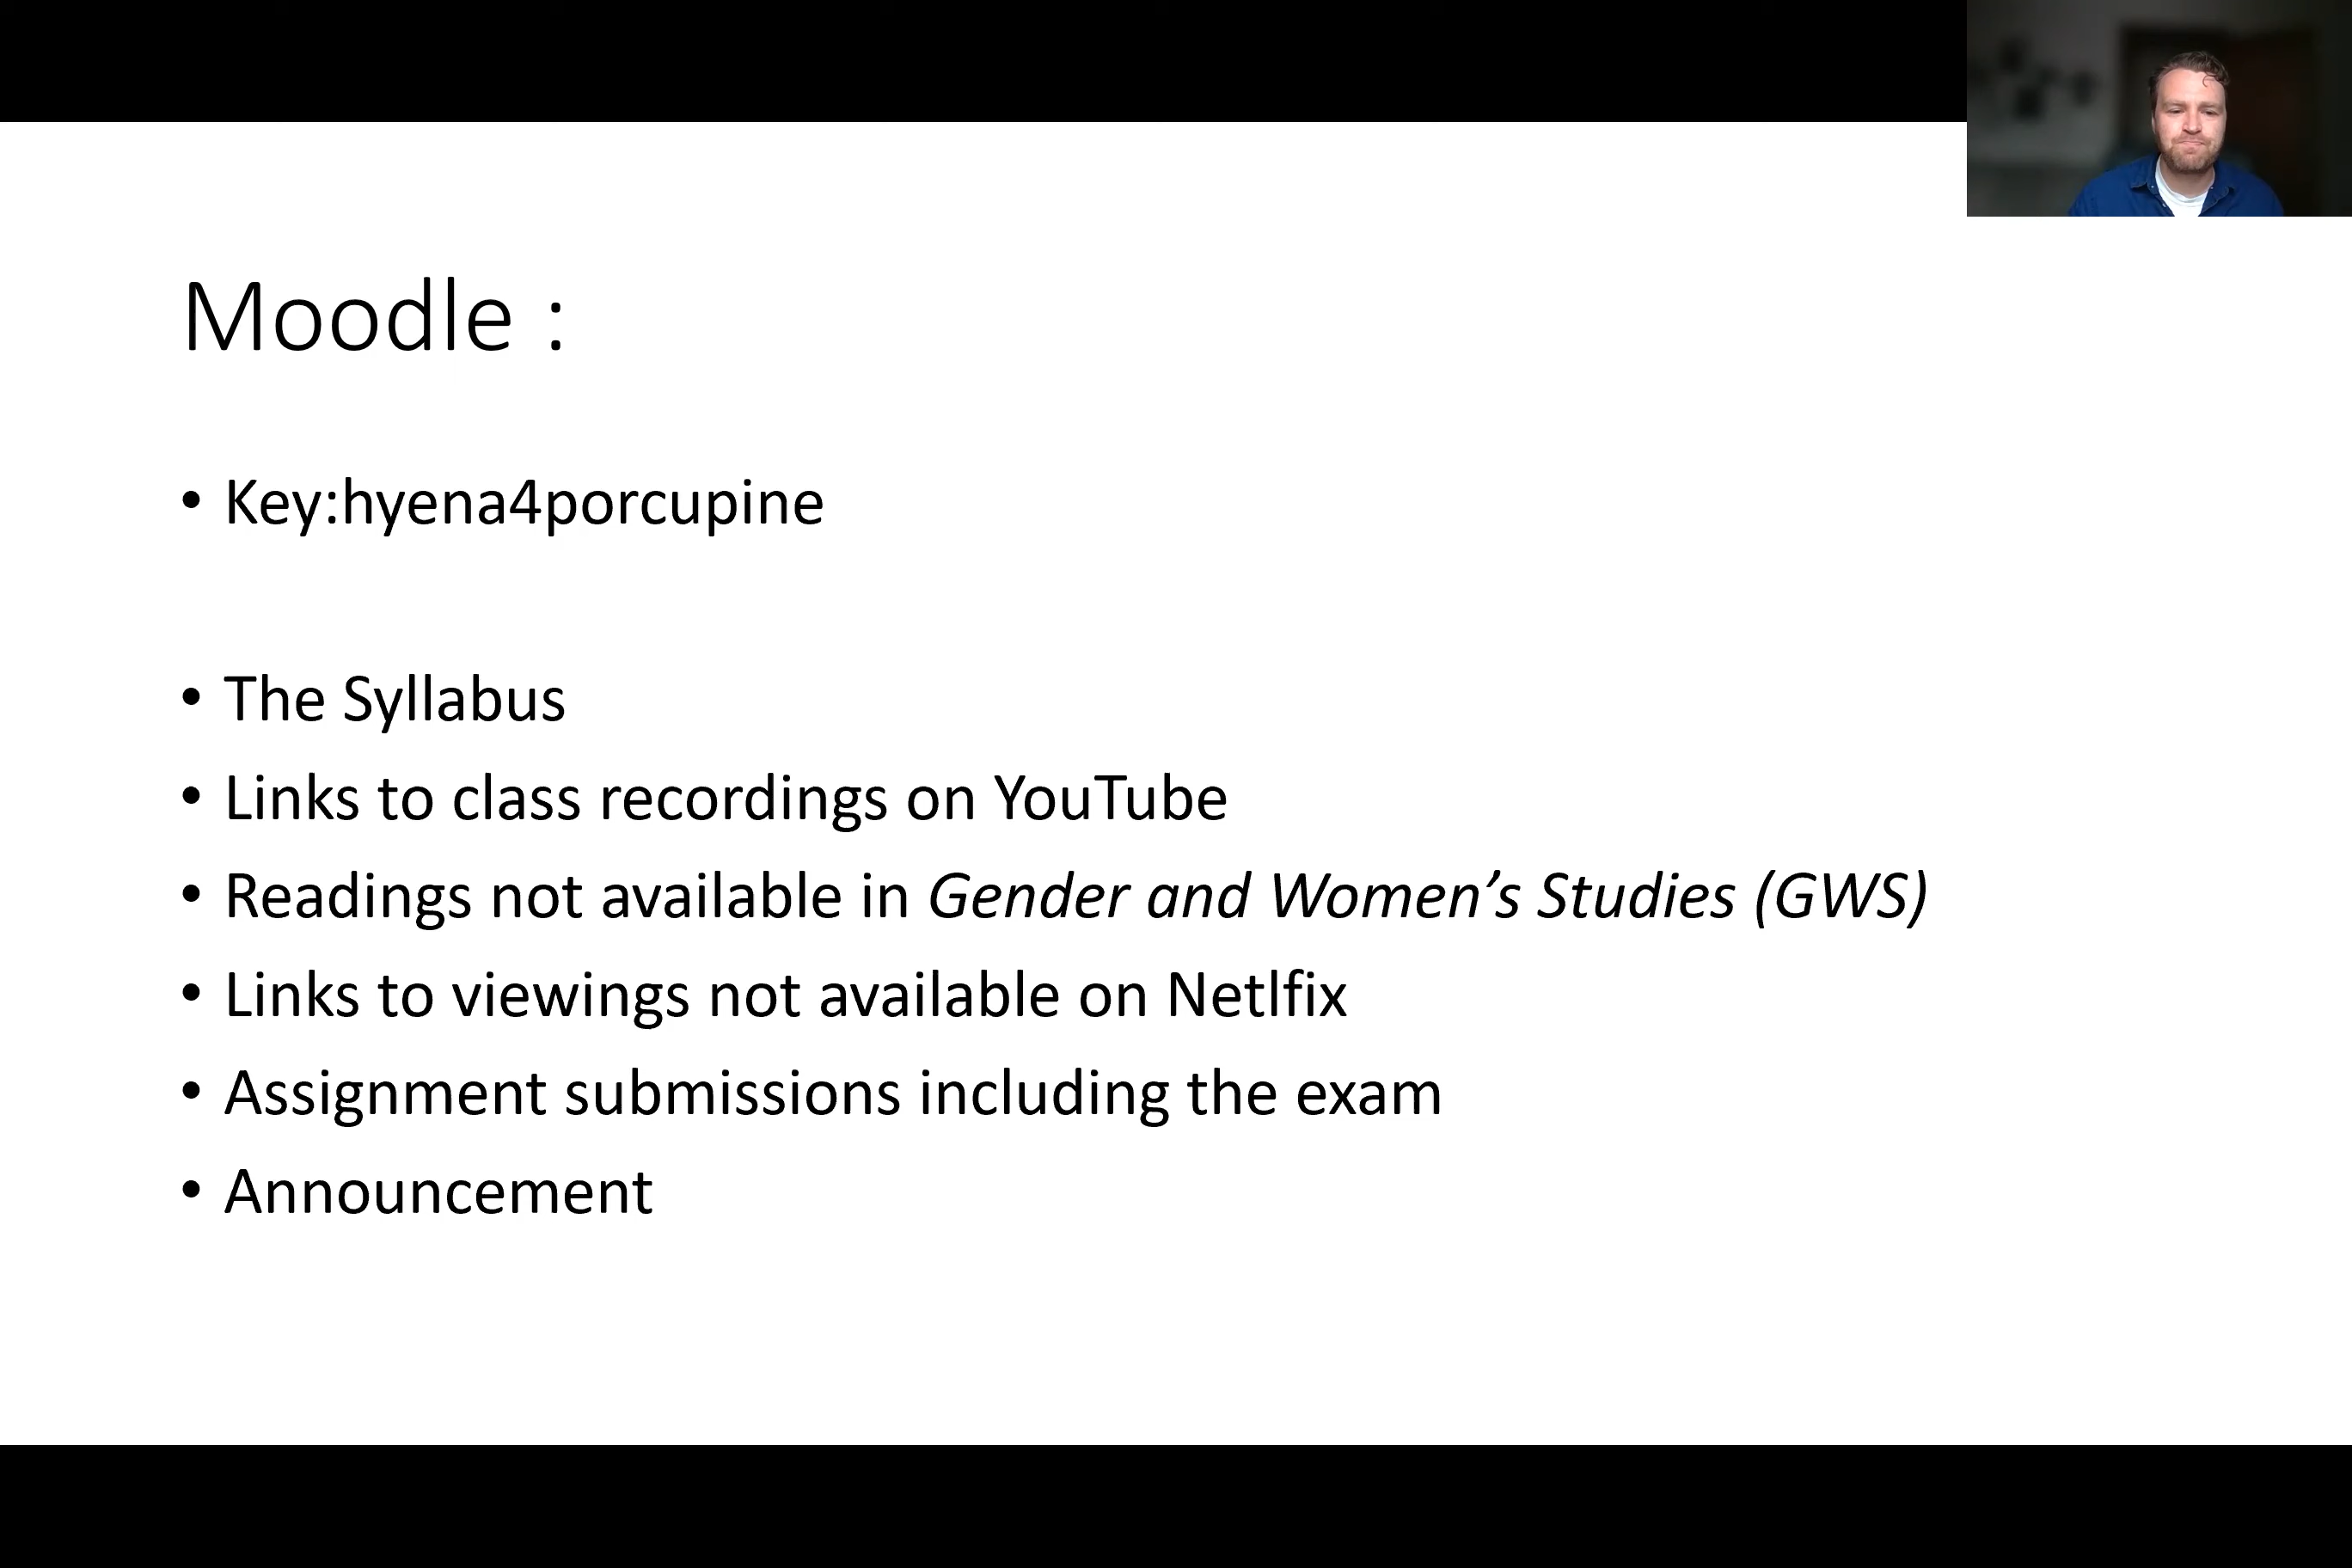 Moodle :
• Key:hyena4porcupine
• The Syllabus
• Links to class recordings on YouTube
• Readings not available in Gender and Women’s Studies (GWS)
• Links to viewings not available on Netlfix
• Assignment submissions including the exam
• Announcement